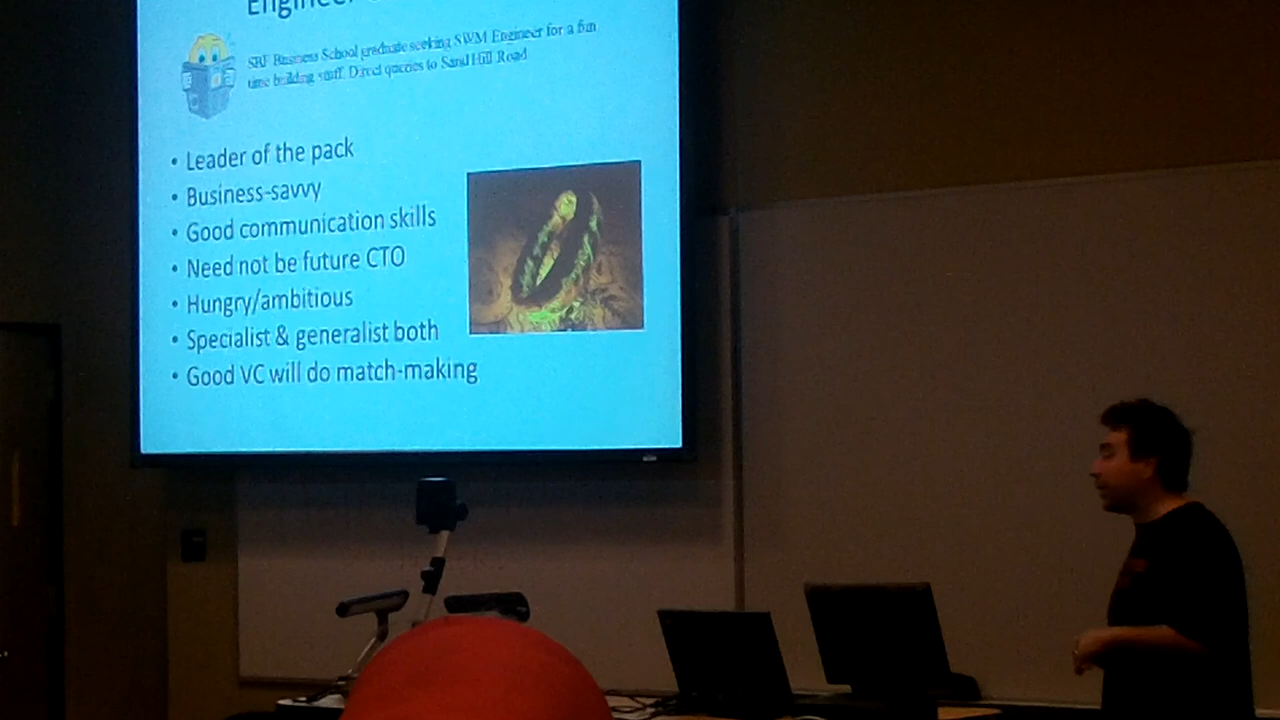 Engineer
SBF Business School graduate seeking SWM Engineer for a fun
time building stuff. Direct queries to Sand Hill Road
• Leader of the pack
• Business-savvy
• Good communication skills
• Need not be future CTO
• Hungry/ambitious
• Specialist & generalist both
• Good VC will do match-making